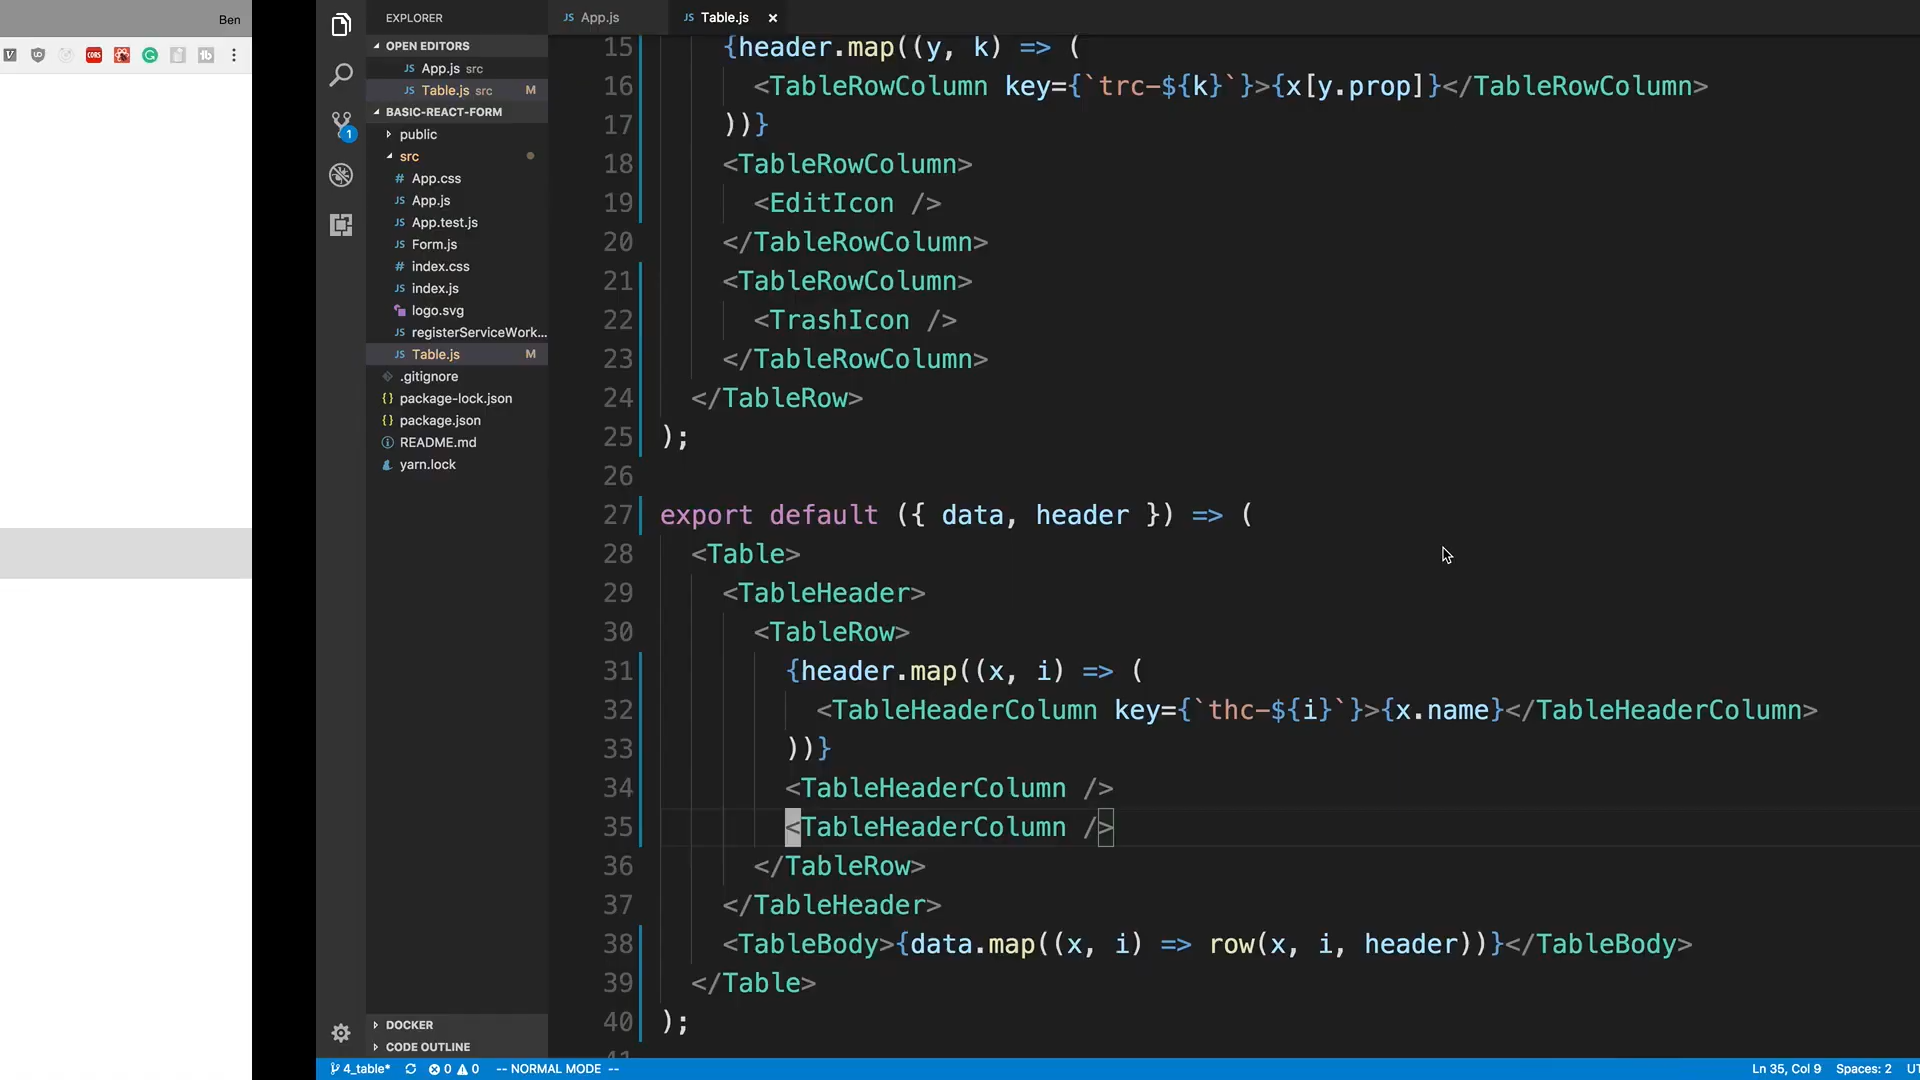 Ben
EXPLORER
OPEN EDITORS
JS App.js src
JS Table.js src M
BASIC-REACT-FORM
public
src
# App.css
JS App.js
JS App.test.js
JS Form.js
# index.css
JS index.js
logo.svg
JS registerServiceWork...
JS Table.js M
.gitignore
{} package-lock.json
{} package.json
README.md
yarn.lock
DOCKER
CODE OUTLINE
1
JS App.js
JS Table.js ×
15 {header.map((y, k) => (
16 <TableRowColumn key={`trc-${k}`}>{x[y.prop]}</TableRowColumn>
17 ))}
18 <TableRowColumn>
19 <EditIcon />
20 </TableRowColumn>
21 <TableRowColumn>
22 <TrashIcon />
23 </TableRowColumn>
24 </TableRow>
25 );
26
27 export default ({ data, header }) => (
28 <Table>
29 <TableHeader>
30 <TableRow>
31 {header.map((x, i) => (
32 <TableHeaderColumn key={`thc-${i}`}>{x.name}</TableHeaderColumn>
33 ))}
34 <TableHeaderColumn />
35 <TableHeaderColumn />
36 </TableRow>
37 </TableHeader>
38 <TableBody>{data.map((x, i) => row(x, i, header))}</TableBody>
39 </Table>
40 );
4_table* 0 0 -- NORMAL MODE -- Ln 35, Col 9 Spaces: 2